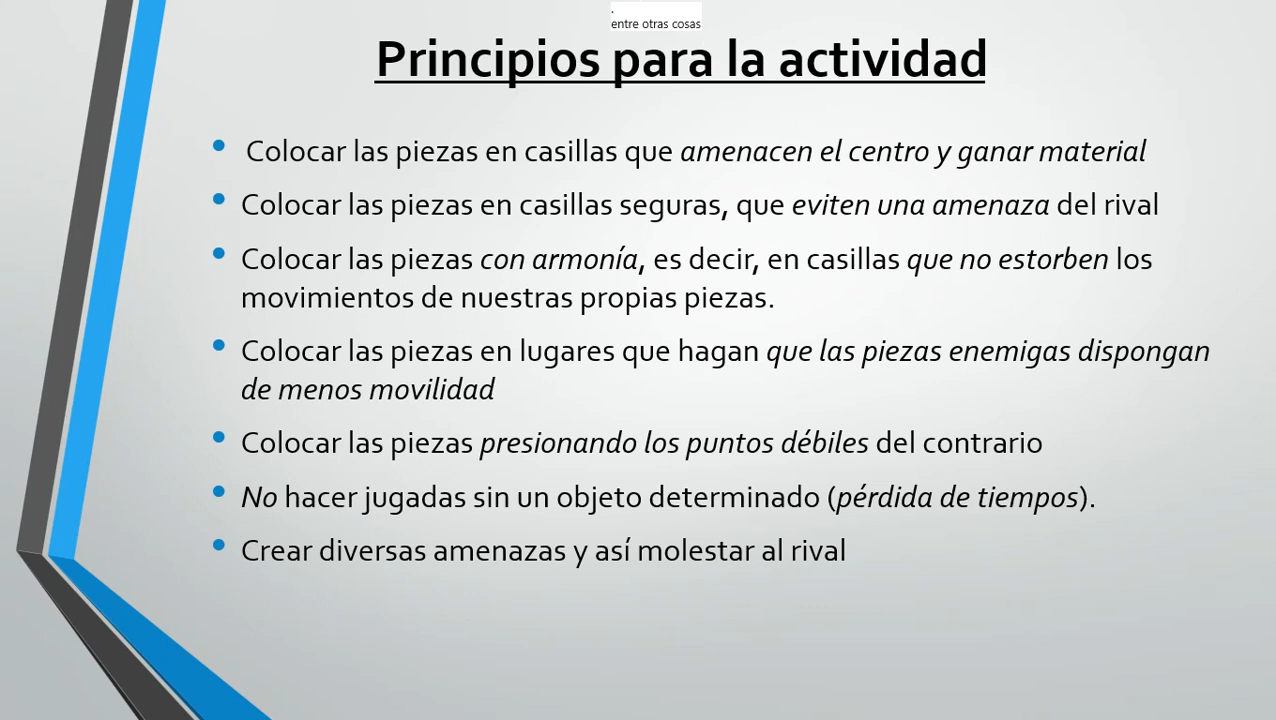 .
entre otras cosas
Principios para la actividad
• Colocar las piezas en casillas que amenacen el centro y ganar material
• Colocar las piezas en casillas seguras, que eviten una amenaza del rival
• Colocar las piezas con armonía, es decir, en casillas que no estorben los
movimientos de nuestras propias piezas.
• Colocar las piezas en lugares que hagan que las piezas enemigas dispongan
de menos movilidad
• Colocar las piezas presionando los puntos débiles del contrario
• No hacer jugadas sin un objeto determinado (pérdida de tiempos).
• Crear diversas amenazas y así molestar al rival